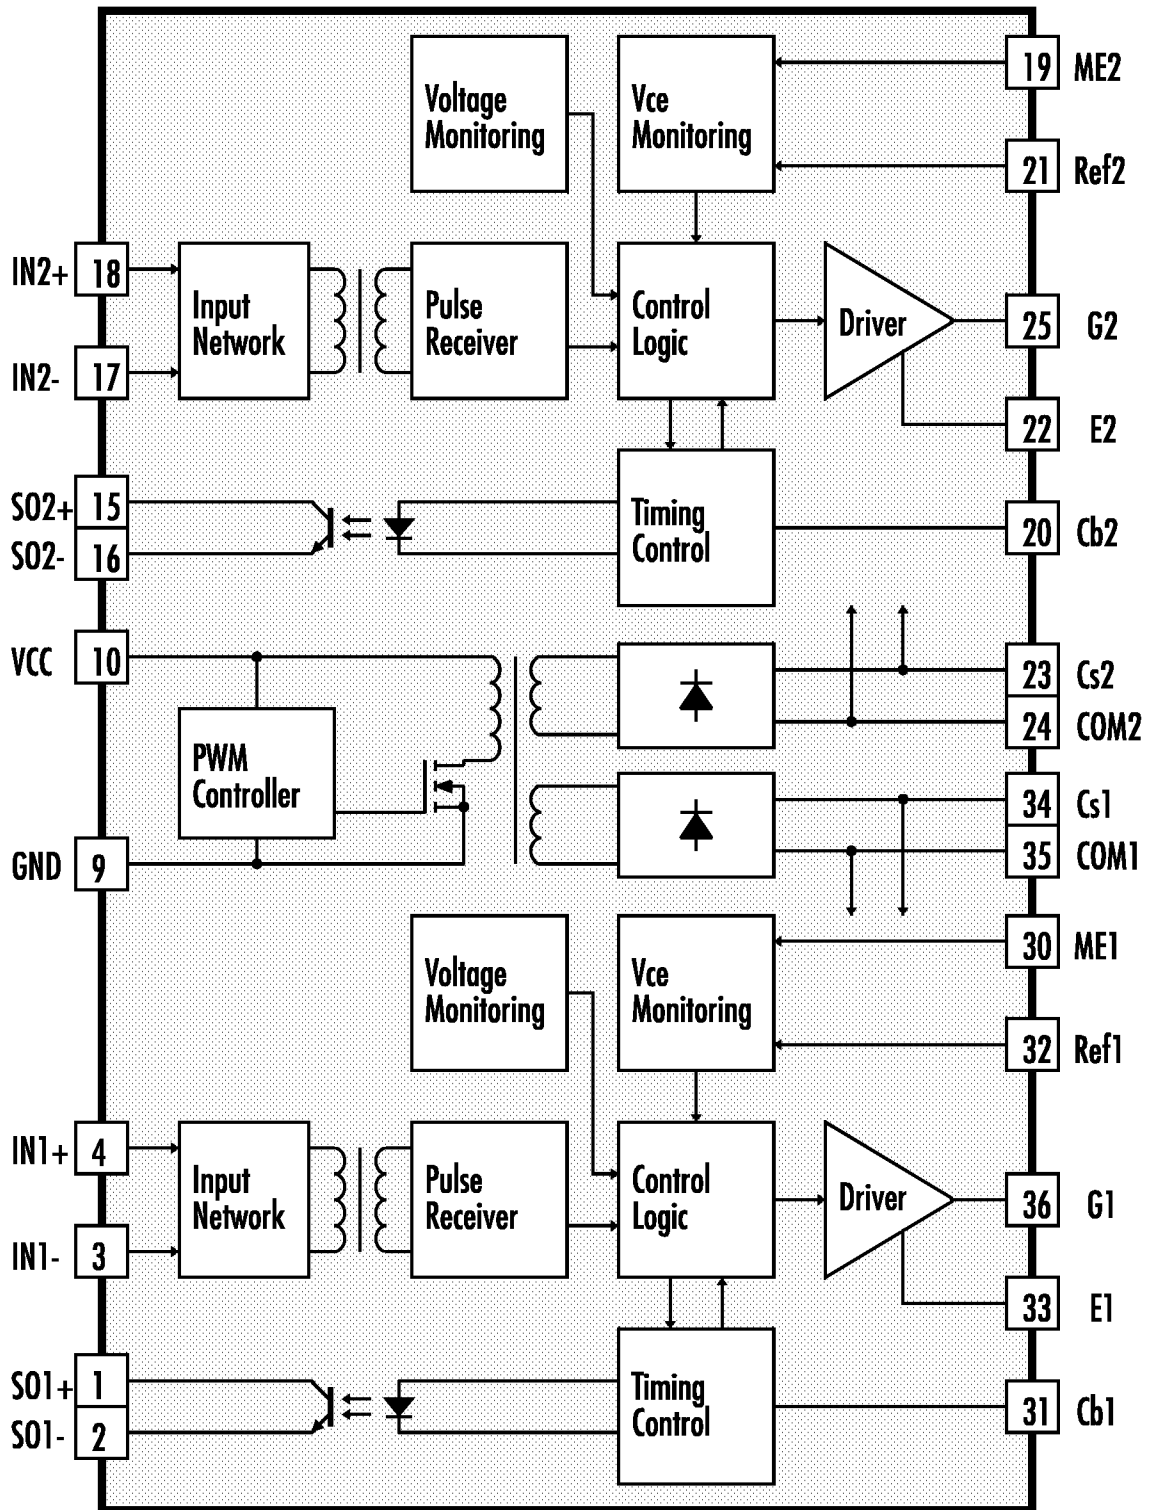 19 ME2
Voltage
Monitoring
Vce
Monitoring
21 Ref2
IN2+ 18
Input
Network
Pulse
Receiver
Control
Logic
Driver
25 G2
IN2- 17
22 E2
SO2+ 15
SO2- 16
Timing
Control
20 Cb2
VCC 10
23 Cs2
24 COM2
PWM
Controller
34 Cs1
35 COM1
GND 9
30 ME1
Voltage
Monitoring
Vce
Monitoring
32 Ref1
IN1+ 4
Input
Network
Pulse
Receiver
Control
Logic
Driver
36 G1
IN1- 3
33 E1
SO1+ 1
SO1- 2
Timing
Control
31 Cb1